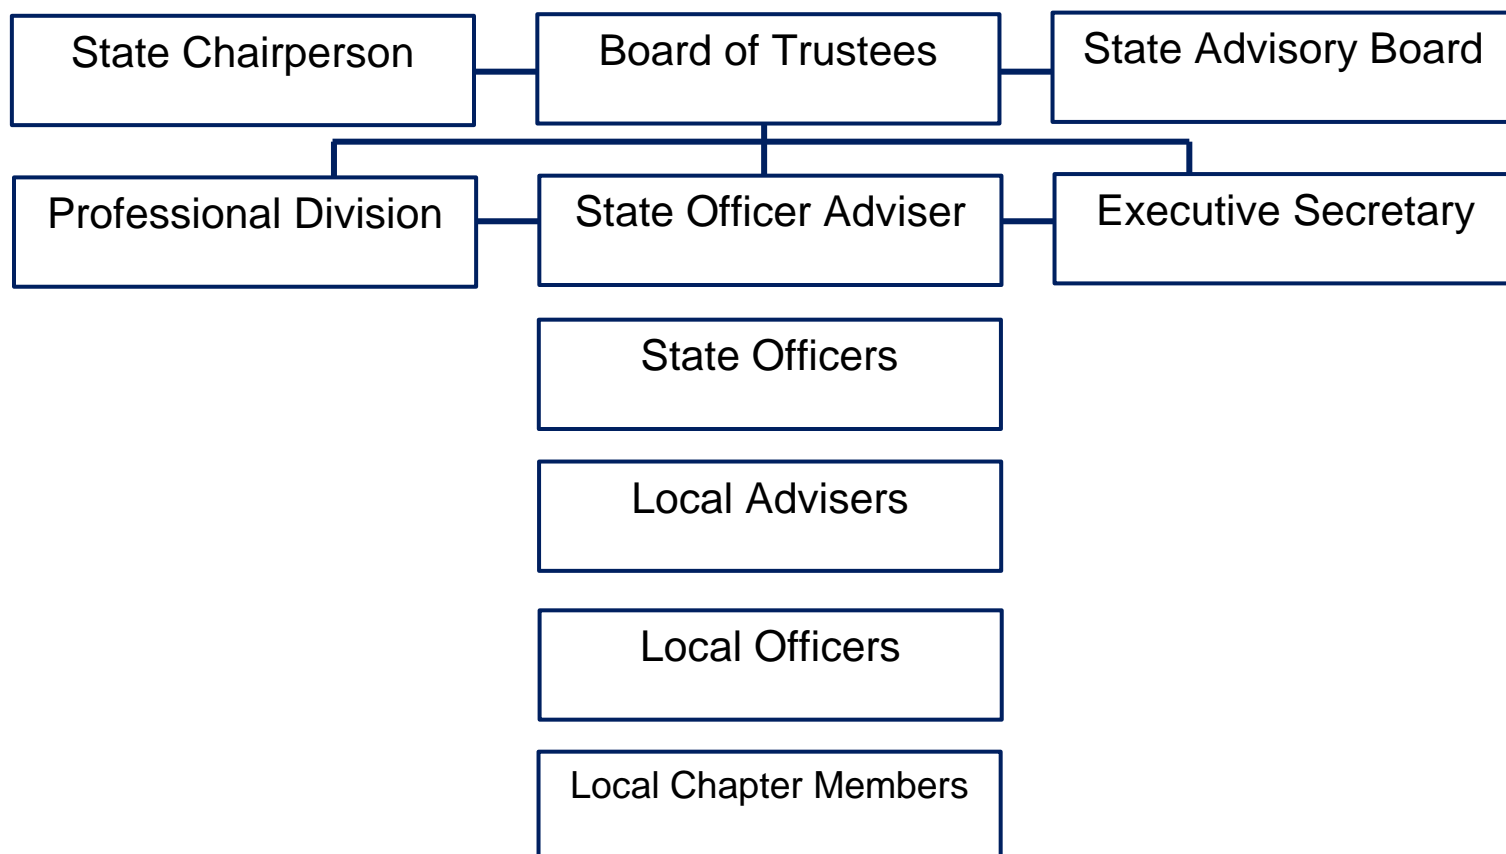 State Chairperson
Board of Trustees
State Advisory Board
Professional Division
State Officer Adviser
Executive Secretary
State Officers
Local Advisers
Local Officers
Local Chapter Members